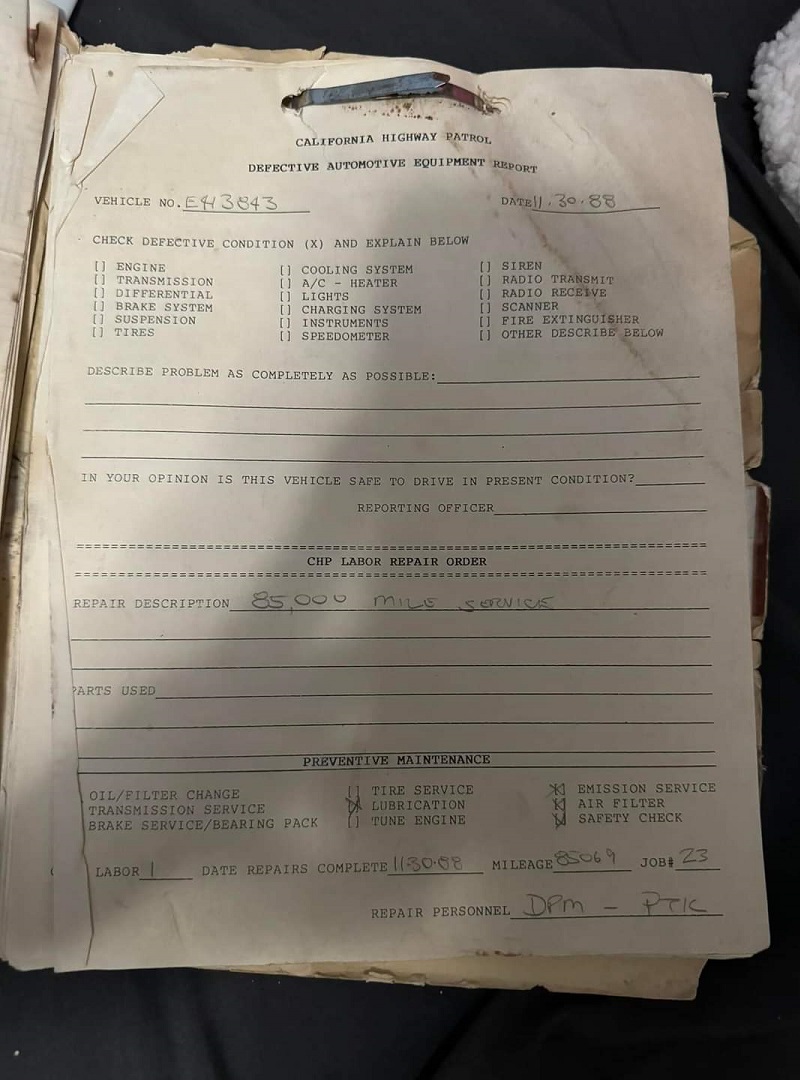 CALIFORNIA HIGHWAY PATROL
DEFECTIVE AUTOMOTIVE EQUIPMENT REPORT
VEHICLE NO. E43843 DATE 11.30.88
CHECK DEFECTIVE CONDITION (X) AND EXPLAIN BELOW
[] ENGINE [] COOLING SYSTEM [] SIREN
[] TRANSMISSION [] A/C - HEATER [] RADIO TRANSMIT
[] DIFFERENTIAL [] LIGHTS [] RADIO RECEIVE
[] BRAKE SYSTEM [] CHARGING SYSTEM [] SCANNER
[] SUSPENSION [] INSTRUMENTS [] FIRE EXTINGUISHER
[] TIRES [] SPEEDOMETER [] OTHER DESCRIBE BELOW
DESCRIBE PROBLEM AS COMPLETELY AS POSSIBLE:
IN YOUR OPINION IS THIS VEHICLE SAFE TO DRIVE IN PRESENT CONDITION?
REPORTING OFFICER
CHP LABOR REPAIR ORDER
REPAIR DESCRIPTION 85,000 MILE SERVICE
PARTS USED
PREVENTIVE MAINTENANCE
OIL/FILTER CHANGE [] TIRE SERVICE [X] EMISSION SERVICE
TRANSMISSION SERVICE [X] LUBRICATION [X] AIR FILTER
BRAKE SERVICE/BEARING PACK [] TUNE ENGINE [X] SAFETY CHECK
LABOR 1 DATE REPAIRS COMPLETE 11-30-88 MILEAGE 85069 JOB# 23
REPAIR PERSONNEL DPM -